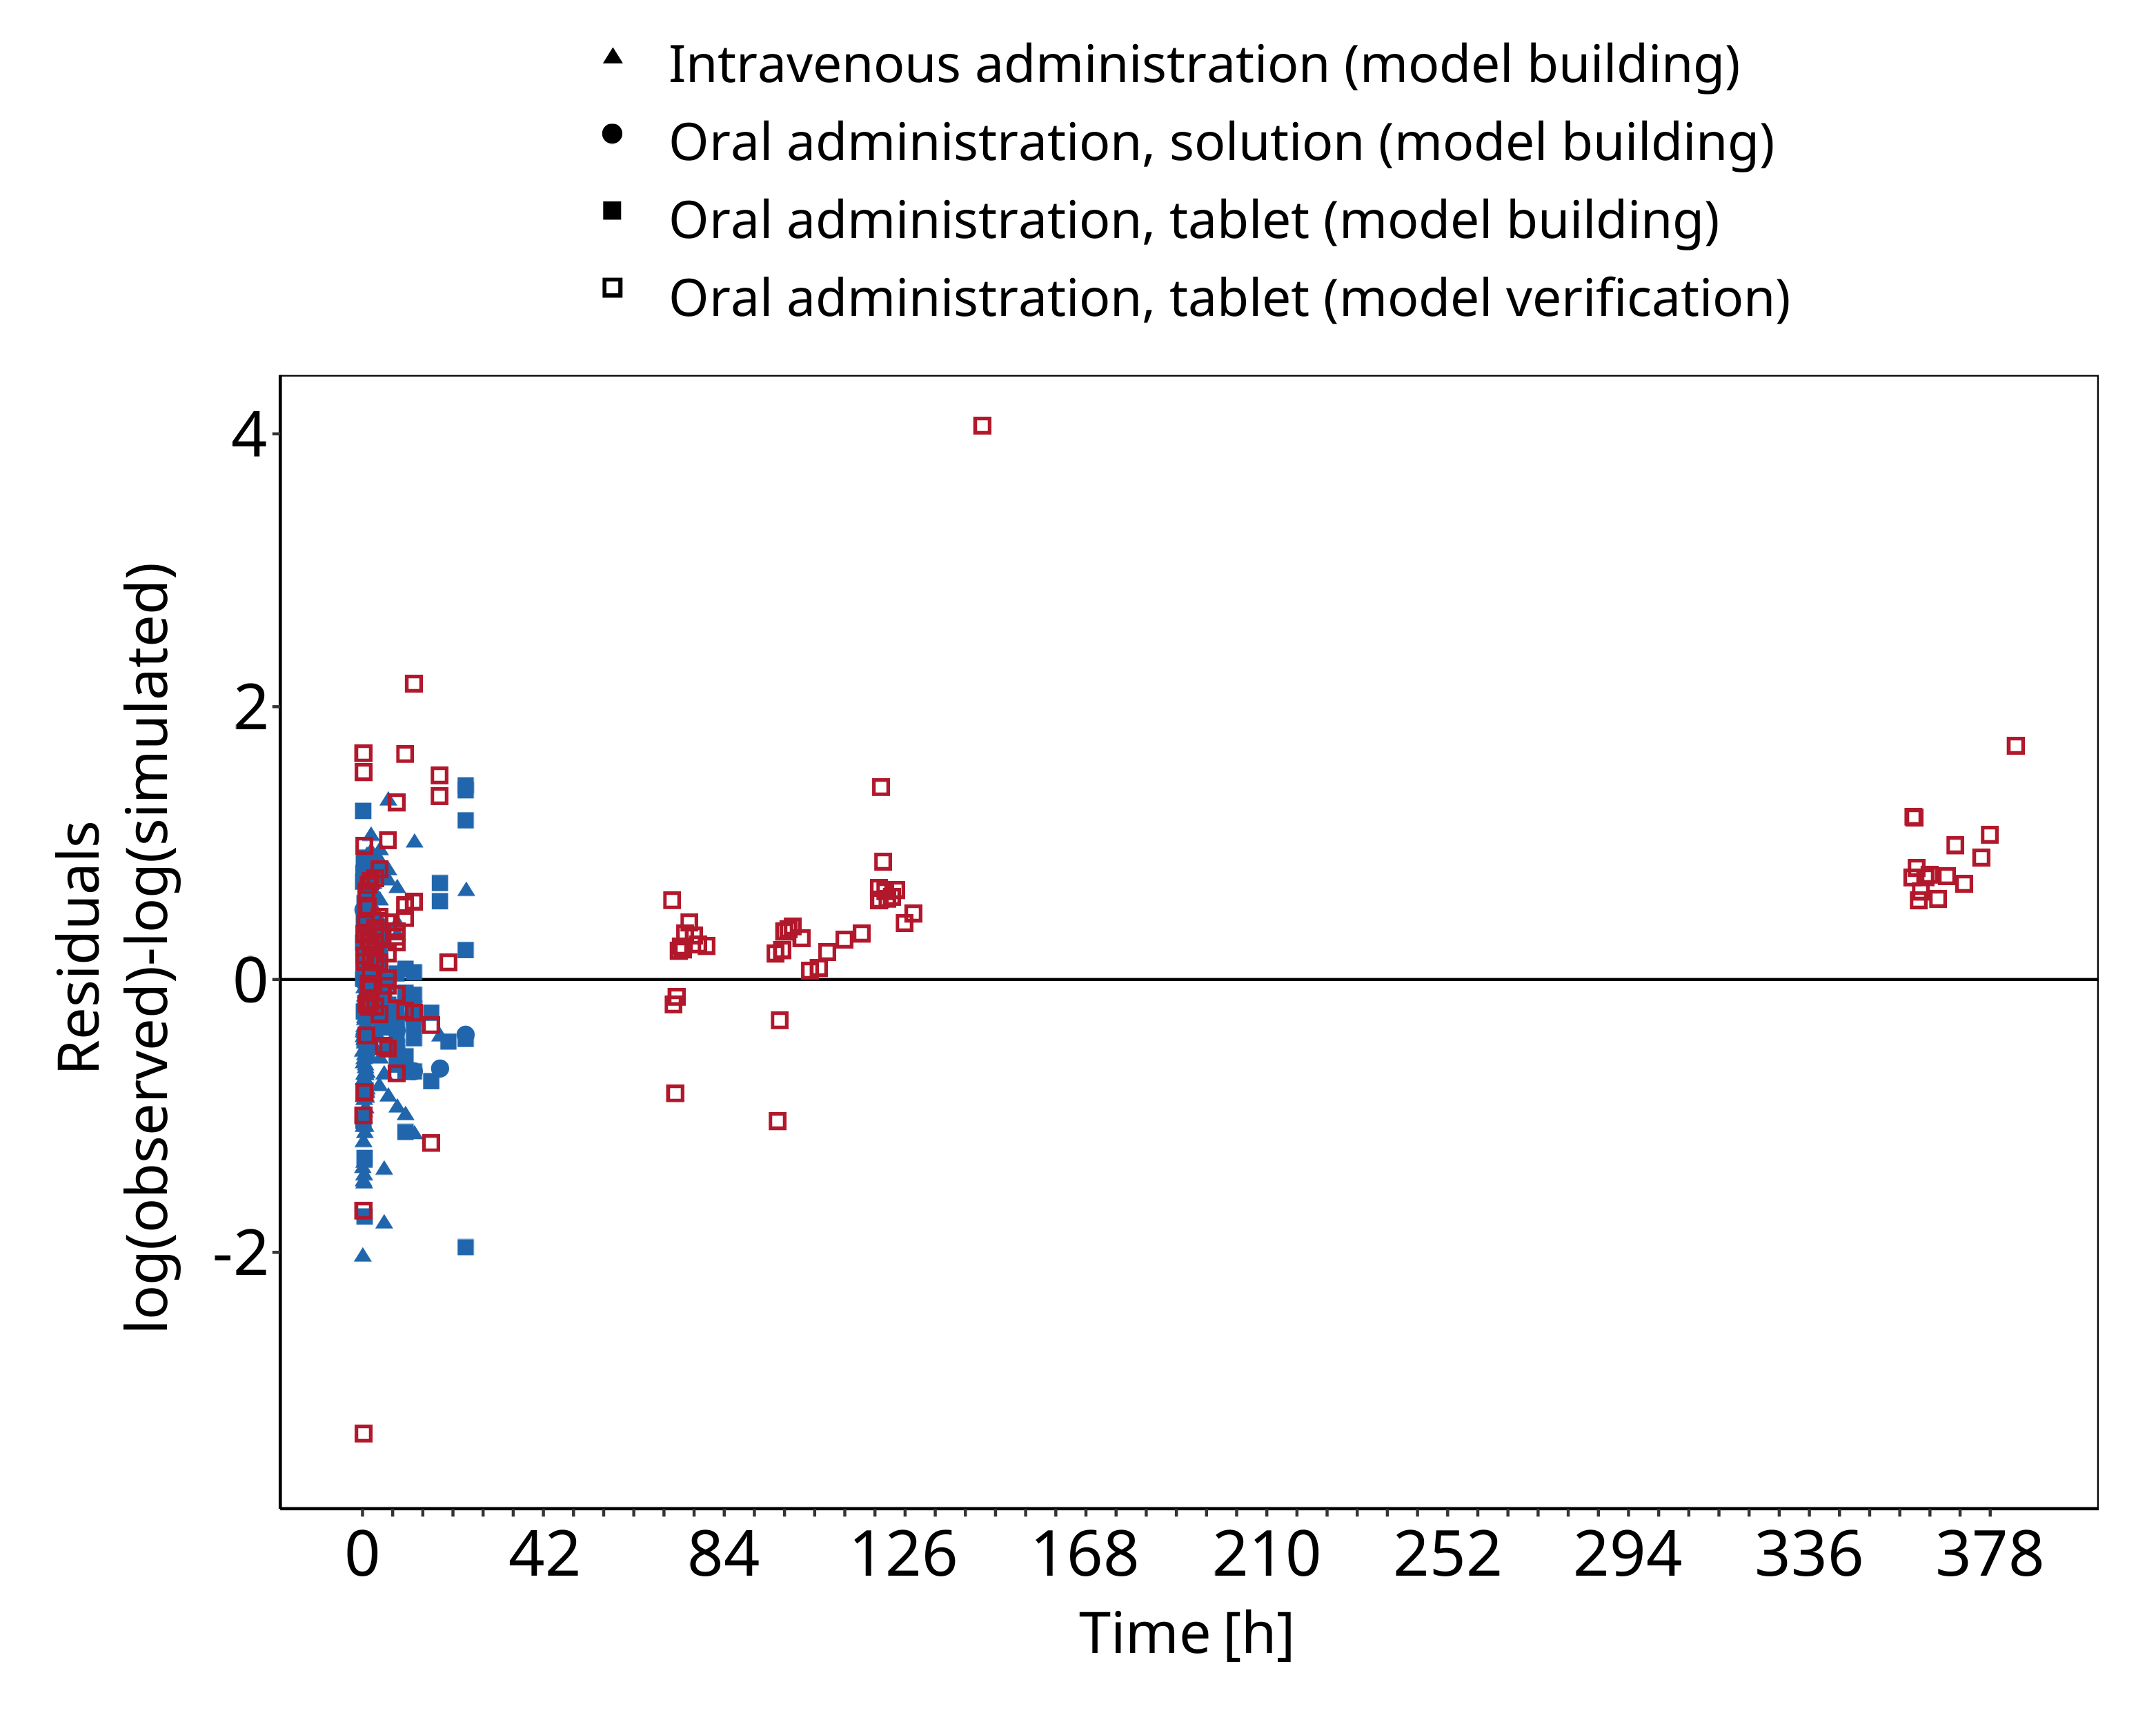 Intravenous administration (model building)
Oral administration, solution (model building)
Oral administration, tablet (model building)
Oral administration, tablet (model verification)
Residuals
log(observed)-log(simulated)
4
2
0
-2
0 42 84 126 168 210 252 294 336 378
Time [h]